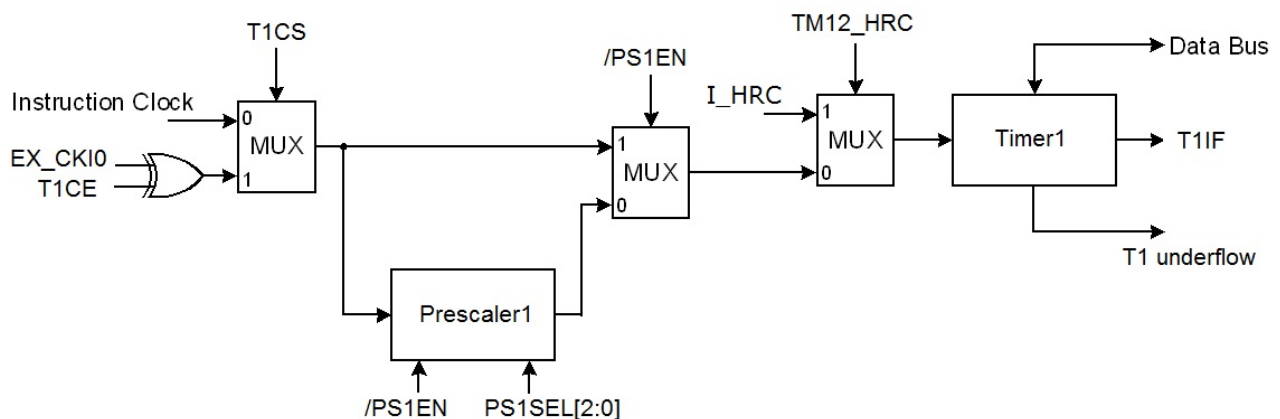 T1CS
TM12_HRC
/PS1EN
Data Bus
Instruction Clock
0
MUX
I_HRC
1
MUX
Timer1
T1IF
EX_CKI0
T1CE
1
1
MUX
0
0
T1 underflow
Prescaler1
/PS1EN
PS1SEL[2:0]